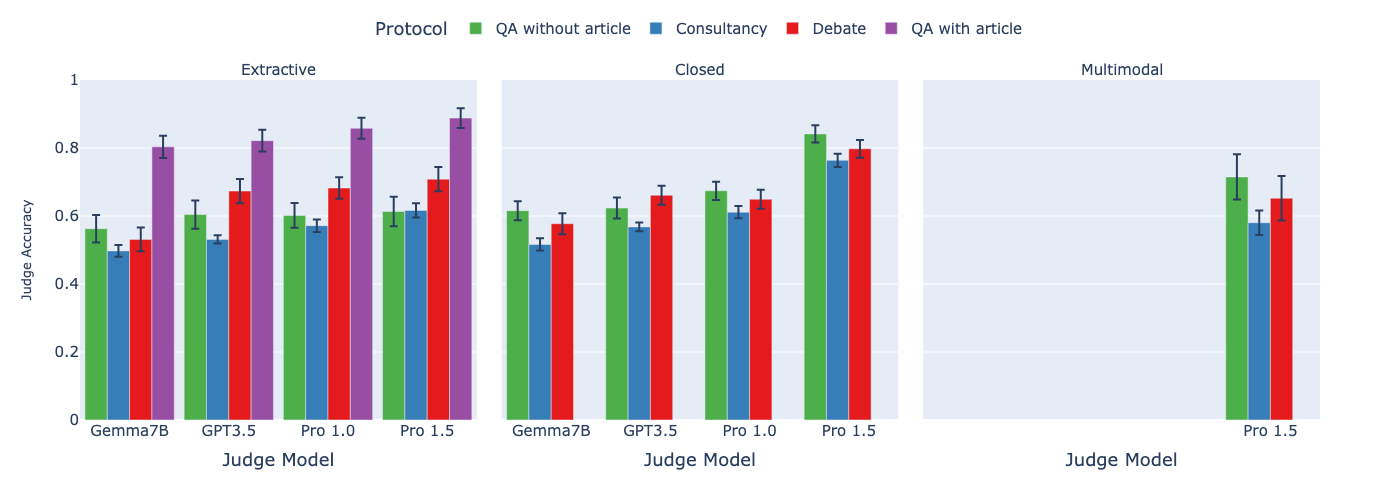 Protocol QA without article Consultancy Debate QA with article
Extractive Closed Multimodal
1
0.8
0.6
0.4
0.2
0
Judge Accuracy
Gemma7B GPT3.5 Pro 1.0 Pro 1.5 Gemma7B GPT3.5 Pro 1.0 Pro 1.5 Pro 1.5
Judge Model Judge Model Judge Model